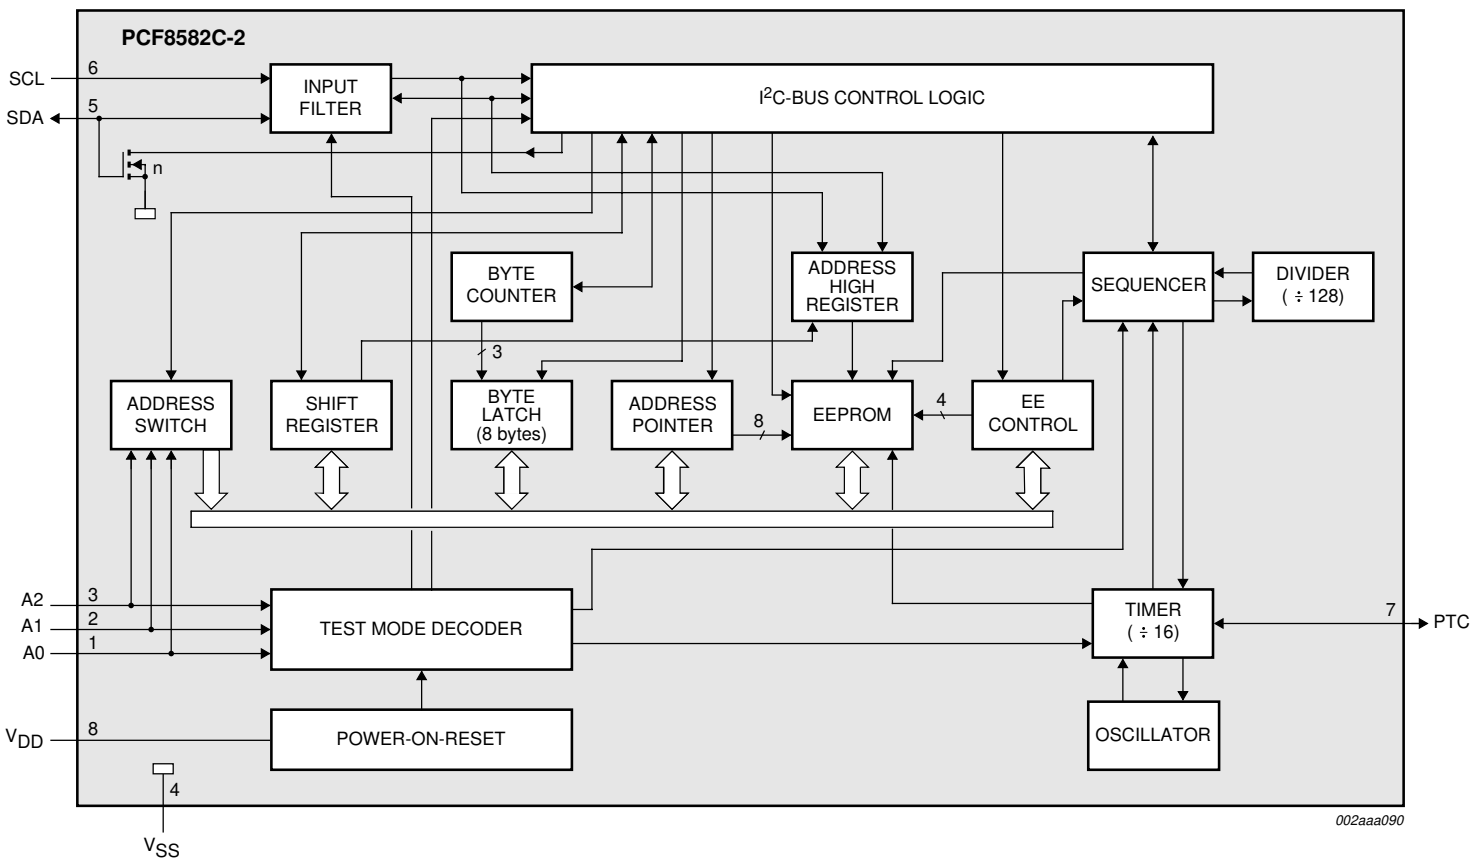 PCF8582C-2
SCL
6
INPUT
FILTER
I²C-BUS CONTROL LOGIC
SDA
5
n
BYTE
COUNTER
3
ADDRESS
HIGH
REGISTER
SEQUENCER
DIVIDER
( ÷ 128)
ADDRESS
SWITCH
SHIFT
REGISTER
BYTE
LATCH
(8 bytes)
ADDRESS
POINTER
8
EEPROM
4
EE
CONTROL
A2
3
A1
2
A0
1
TEST MODE DECODER
TIMER
( ÷ 16)
7
PTC
VDD
8
POWER-ON-RESET
OSCILLATOR
4
VSS
002aaa090